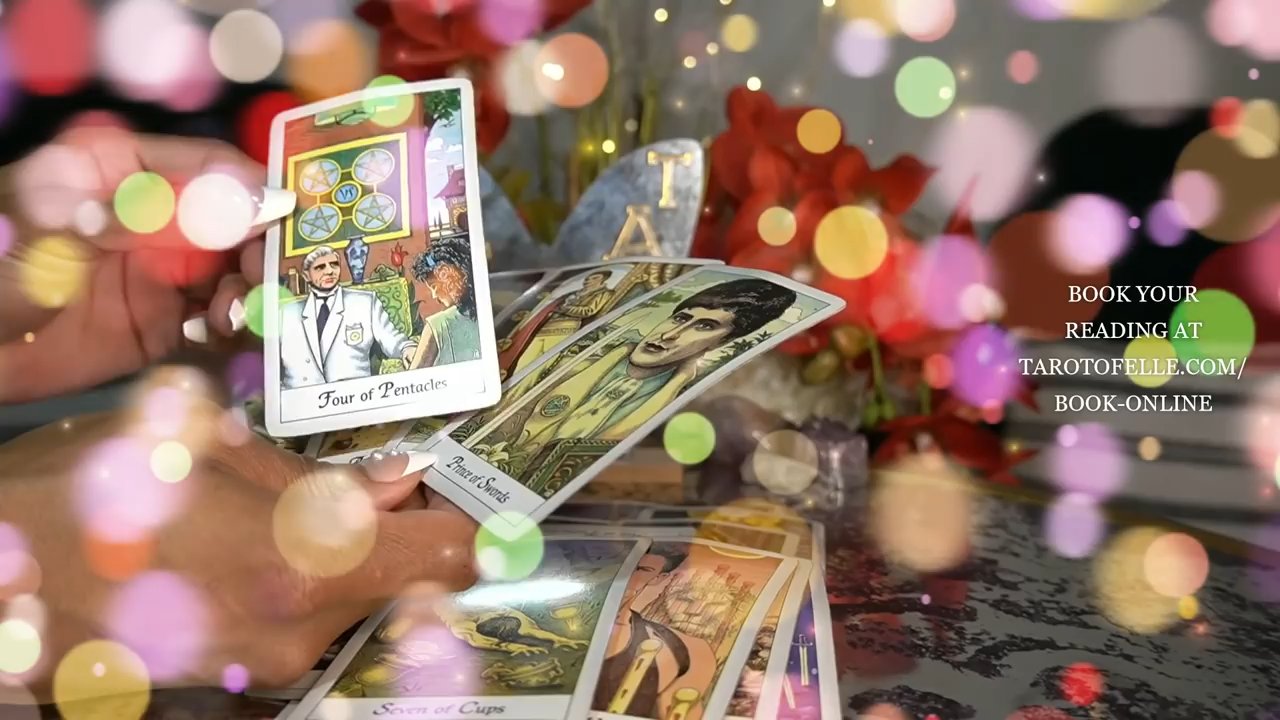 T
A
Four of Pentacles
Prince of Swords
Seven of Cups
BOOK YOUR
READING AT
TAROTOFELLE.COM/
BOOK-ONLINE